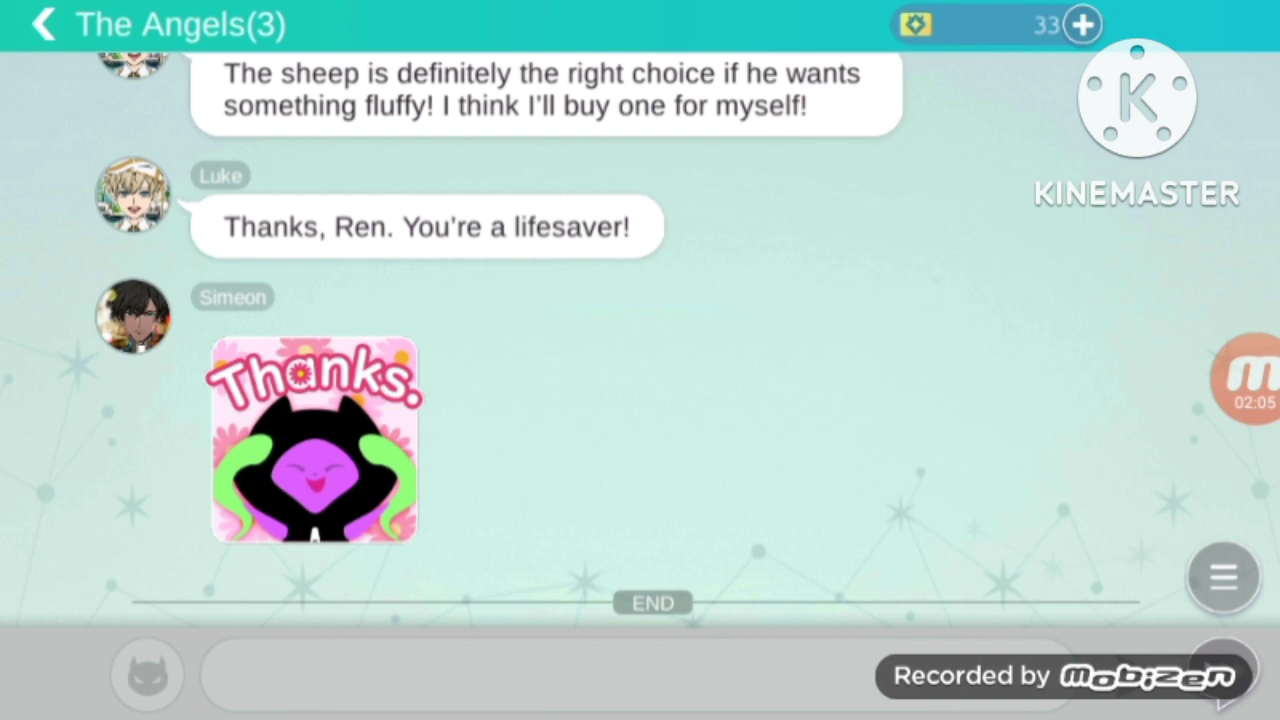 The Angels(3)
33
K
KINEMASTER
The sheep is definitely the right choice if he wants
something fluffy! I think I'll buy one for myself!
Luke
Thanks, Ren. You're a lifesaver!
Simeon
Thanks.
m
02:05
END
Recorded by mobizen